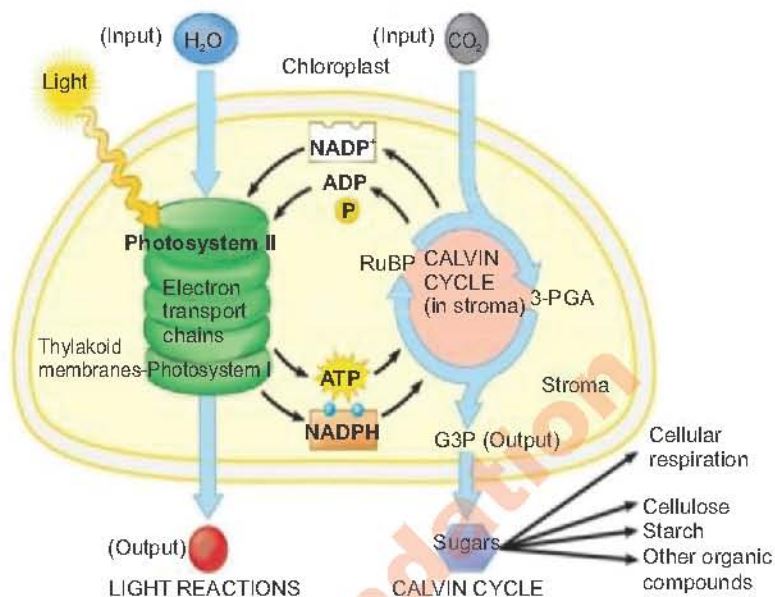 (Input)
H₂O
(Input)
CO₂
Chloroplast
Light
NADP⁺
ADP
P
Photosystem II
RuBP
CALVIN
CYCLE
(in stroma)
3-PGA
Electron
transport
chains
Thylakoid
membranes-Photosystem I
ATP
NADPH
Stroma
G3P (Output)
Cellular
respiration
Cellulose
Starch
Other organic
compounds
Sugars
(Output)
LIGHT REACTIONS
CALVIN CYCLE